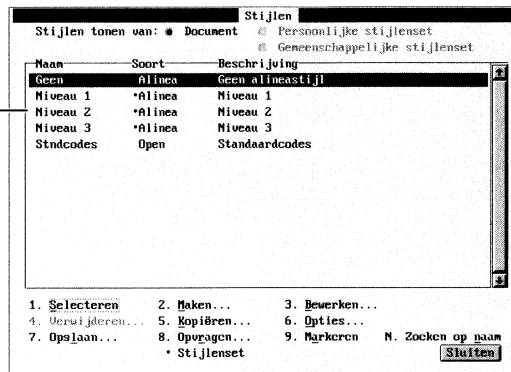 Stijlen
Stijlen tonen van: Document Persoonlijke stijlenset
Gemeenschappelijke stijlenset
Naam Soort Beschrijving
Geen Alinea Geen alineastijl
Niveau 1 •Alinea Niveau 1
Niveau 2 •Alinea Niveau 2
Niveau 3 •Alinea Niveau 3
Stndcodes Open Standaardcodes
1. Selecteren 2. Maken... 3. Bewerken...
4. Verwijderen... 5. Kopiëren... 6. Opties...
7. Opslaan... 8. Opvragen... 9. Markeren N. Zoeken op naam
• Stijlenset Sluiten